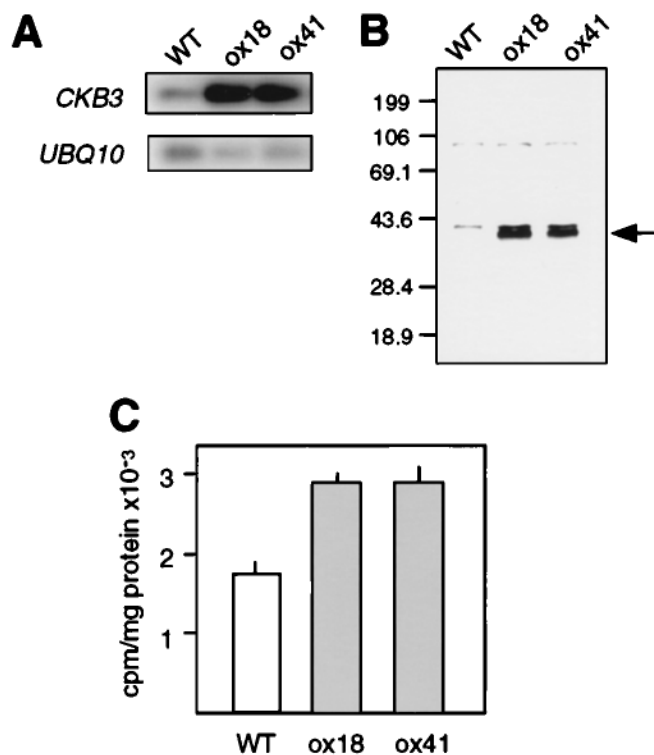 A
WT ox18 ox41
CKB3
UBQ10
B
WT ox18 ox41
199
106
69.1
43.6
28.4
18.9
C
cpm/mg protein x10⁻³
3
2
1
WT ox18 ox41